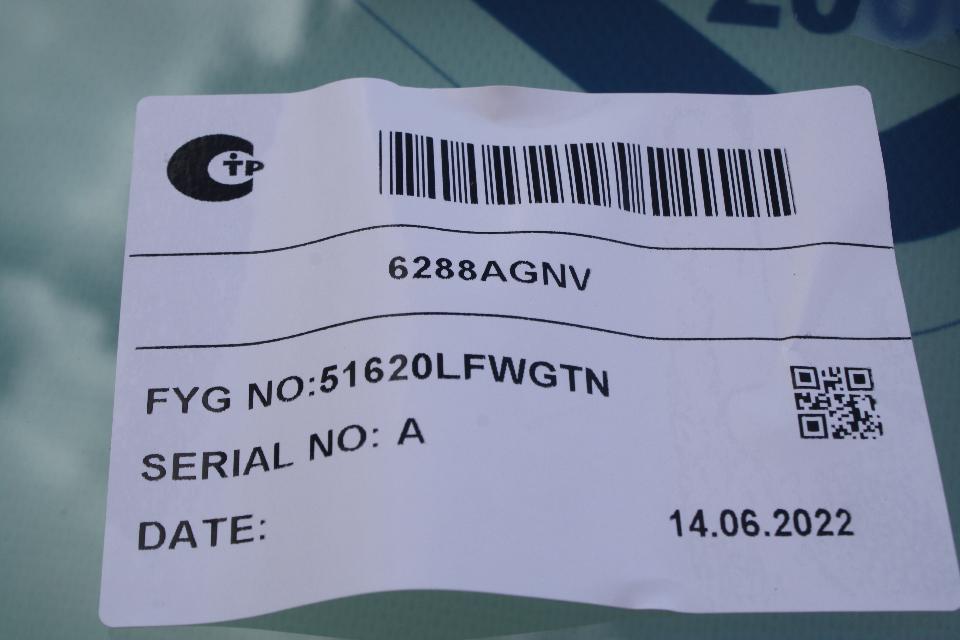 6288AGNV
FYG NO:51620LFWGTN
SERIAL NO: A
DATE: 14.06.2022